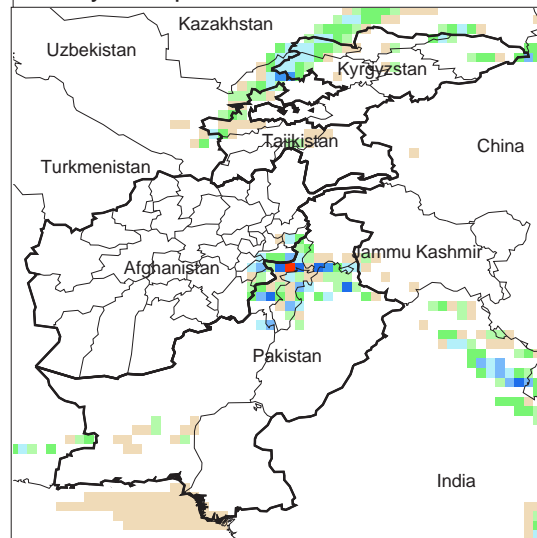 Kazakhstan
Uzbekistan
Kyrgyzstan
Tajikistan
China
Turkmenistan
Jammu Kashmir
Afghanistan
Pakistan
India